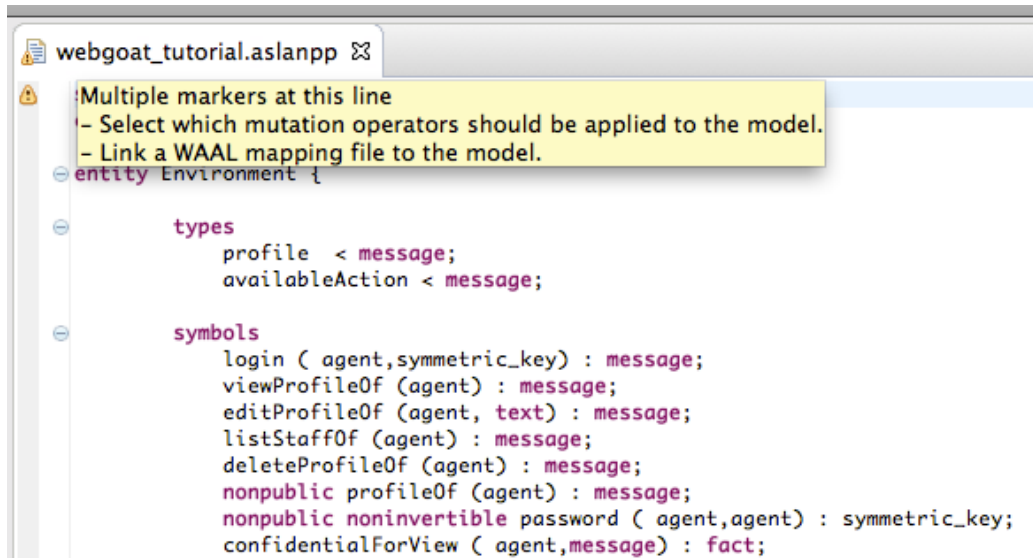 webgoat_tutorial.aslanpp
Multiple markers at this line
- Select which mutation operators should be applied to the model.
- Link a WAAL mapping file to the model.
entity Environment {
types
profile < message;
availableAction < message;
symbols
login ( agent,symmetric_key) : message;
viewProfileOf (agent) : message;
editProfileOf (agent, text) : message;
listStaffOf (agent) : message;
deleteProfileOf (agent) : message;
nonpublic profileOf (agent) : message;
nonpublic noninvertible password ( agent,agent) : symmetric_key;
confidentialForView ( agent,message) : fact;